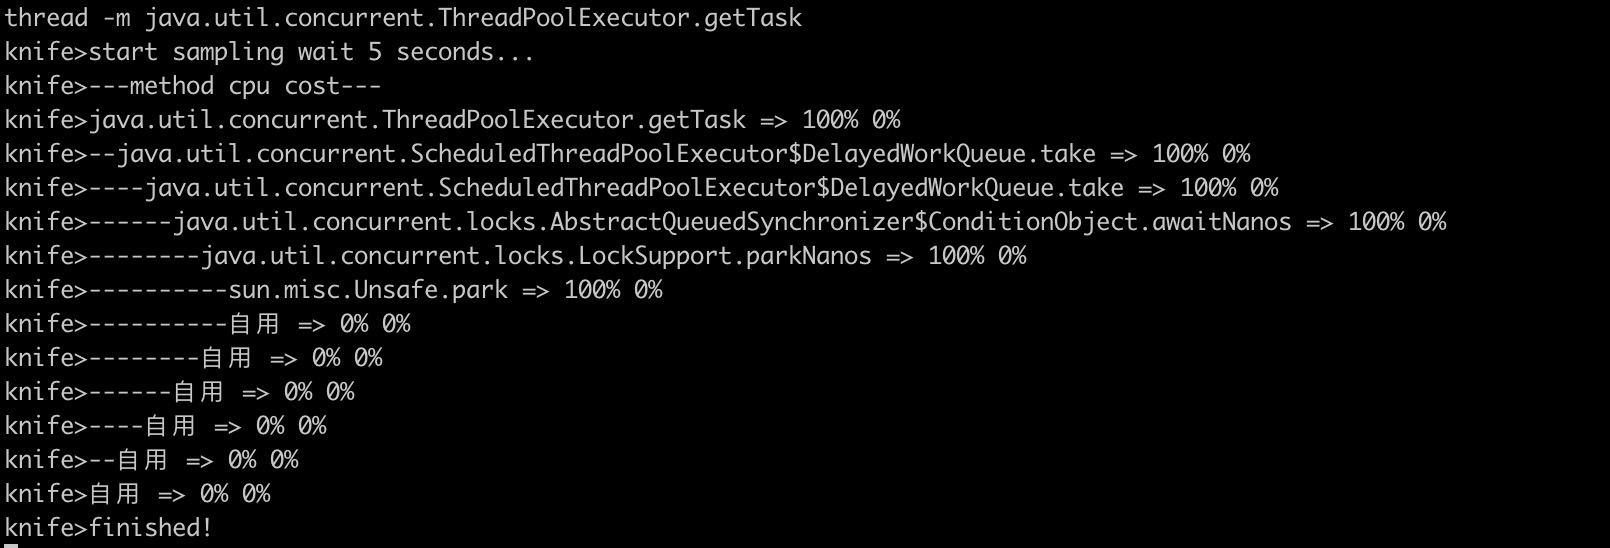 thread -m java.util.concurrent.ThreadPoolExecutor.getTask
knife>start sampling wait 5 seconds...
knife>---method cpu cost---
knife>java.util.concurrent.ThreadPoolExecutor.getTask => 100% 0%
knife>--java.util.concurrent.ScheduledThreadPoolExecutor$DelayedWorkQueue.take => 100% 0%
knife>----java.util.concurrent.ScheduledThreadPoolExecutor$DelayedWorkQueue.take => 100% 0%
knife>------java.util.concurrent.locks.AbstractQueuedSynchronizer$ConditionObject.awaitNanos => 100% 0%
knife>--------java.util.concurrent.locks.LockSupport.parkNanos => 100% 0%
knife>----------sun.misc.Unsafe.park => 100% 0%
knife>----------自用 => 0% 0%
knife>--------自用 => 0% 0%
knife>------自用 => 0% 0%
knife>----自用 => 0% 0%
knife>--自用 => 0% 0%
knife>自用 => 0% 0%
knife>finished!